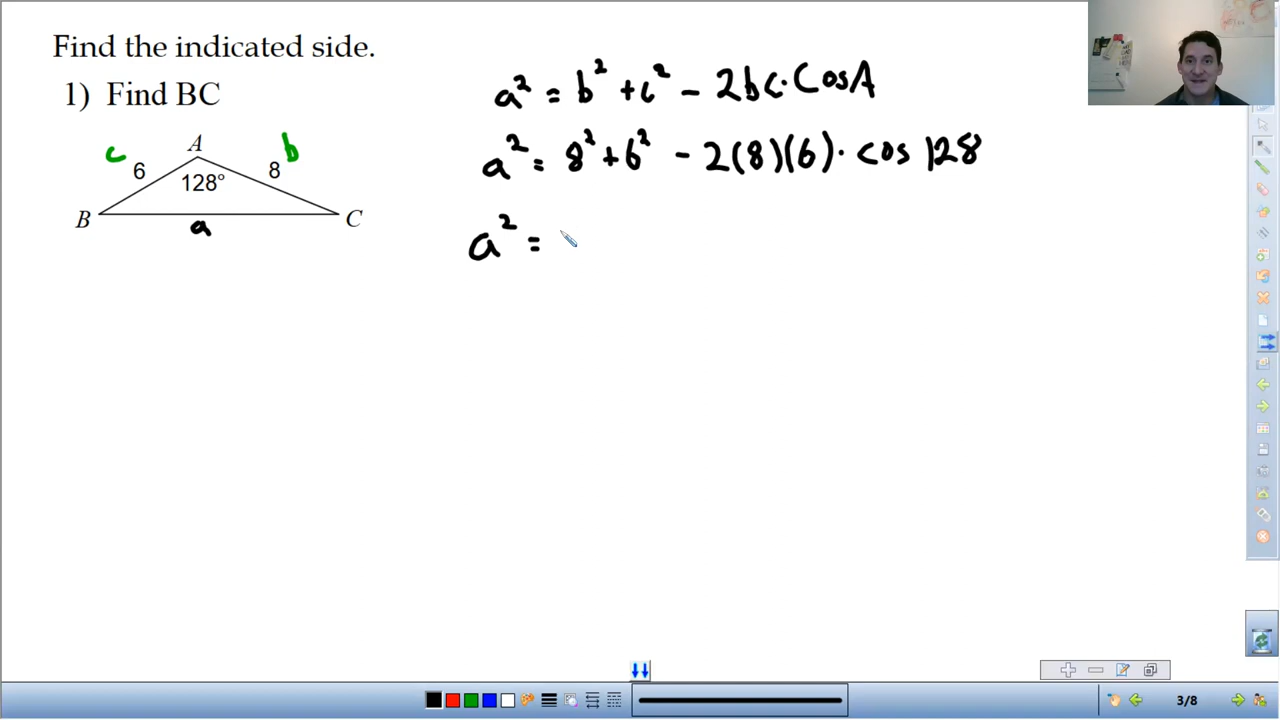 Find the indicated side.
1) Find BC
a² = b² + c² - 2bc·CosA
a² = 8² + 6² - 2(8)(6)·cos 128
a² =
c
b
A
6
8
128°
B
C
a
3/8